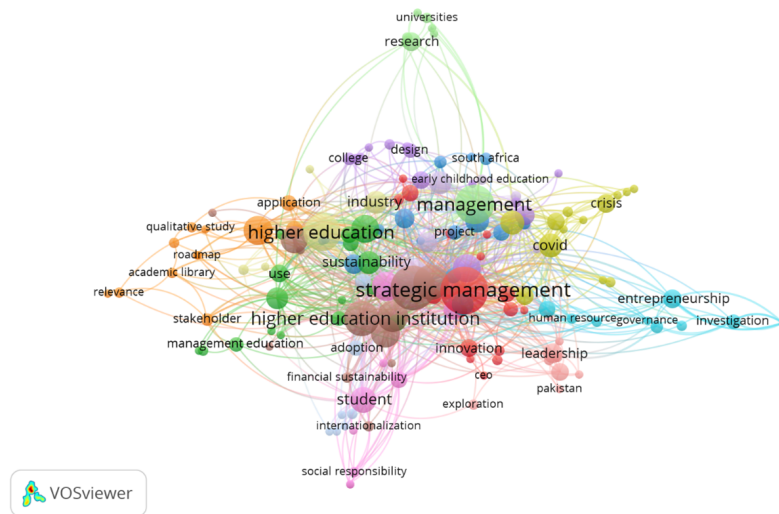 universities
research
college
design
south africa
early childhood education
application
industry
management
crisis
qualitative study
higher education
project
covid
roadmap
academic library
use
sustainability
relevance
strategic management
entrepreneurship
stakeholder
higher education institution
human resource
governance
investigation
management education
adoption
innovation
leadership
financial sustainability
ceo
pakistan
student
exploration
internationalization
social responsibility
VOSviewer